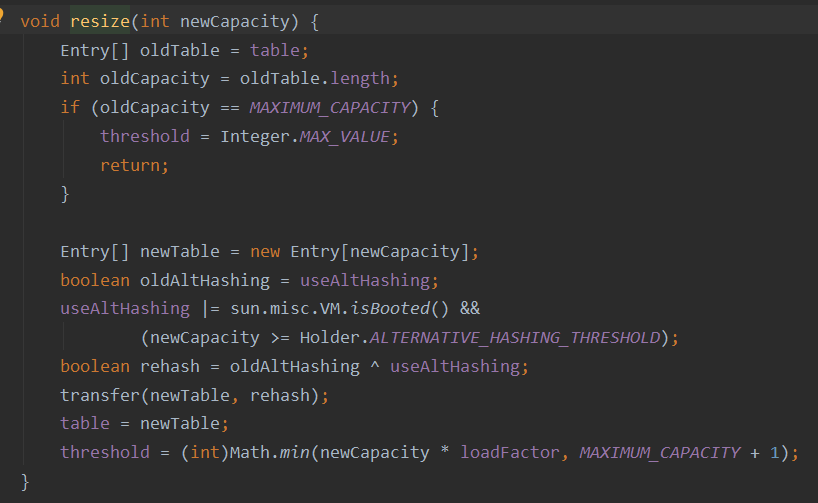 void resize(int newCapacity) {
    Entry[] oldTable = table;
    int oldCapacity = oldTable.length;
    if (oldCapacity == MAXIMUM_CAPACITY) {
        threshold = Integer.MAX_VALUE;
        return;
    }

    Entry[] newTable = new Entry[newCapacity];
    boolean oldAltHashing = useAltHashing;
    useAltHashing |= sun.misc.VM.isBooted() &&
            (newCapacity >= Holder.ALTERNATIVE_HASHING_THRESHOLD);
    boolean rehash = oldAltHashing ^ useAltHashing;
    transfer(newTable, rehash);
    table = newTable;
    threshold = (int)Math.min(newCapacity * loadFactor, MAXIMUM_CAPACITY + 1);
}